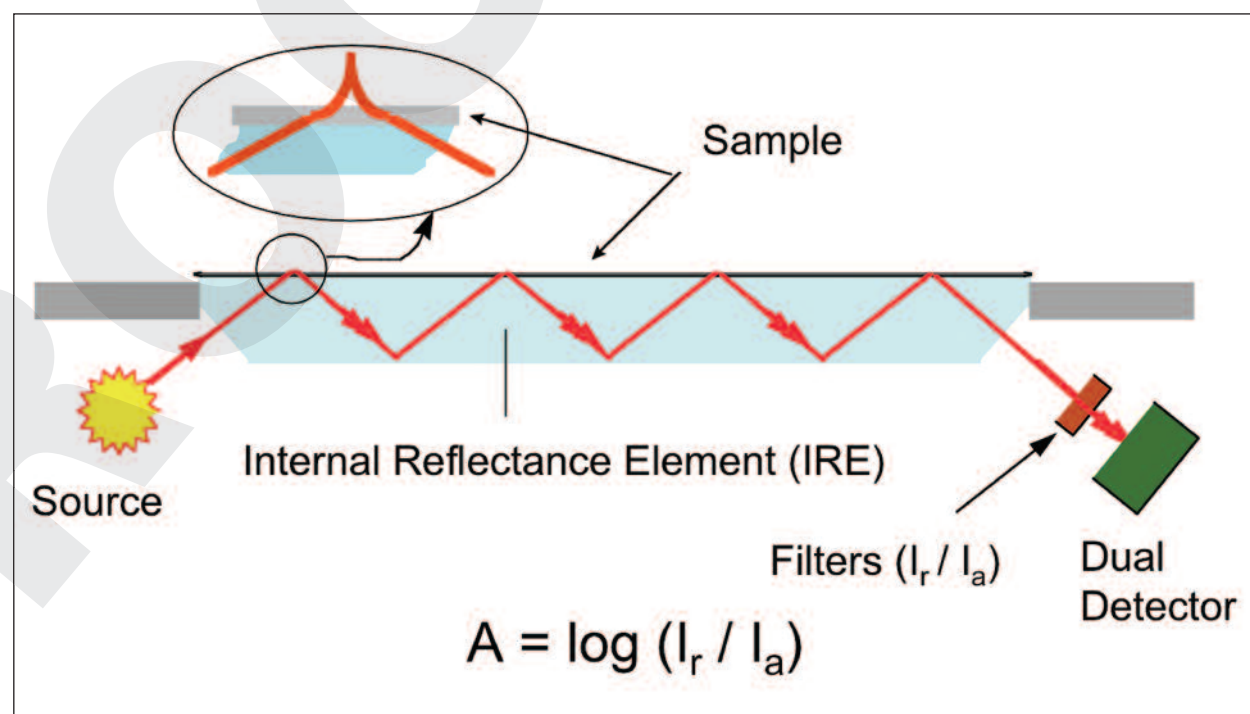 Sample
Internal Reflectance Element (IRE)
Source
Filters (Iᵣ / Iₐ)
Dual
Detector
A = log (Iᵣ / Iₐ)